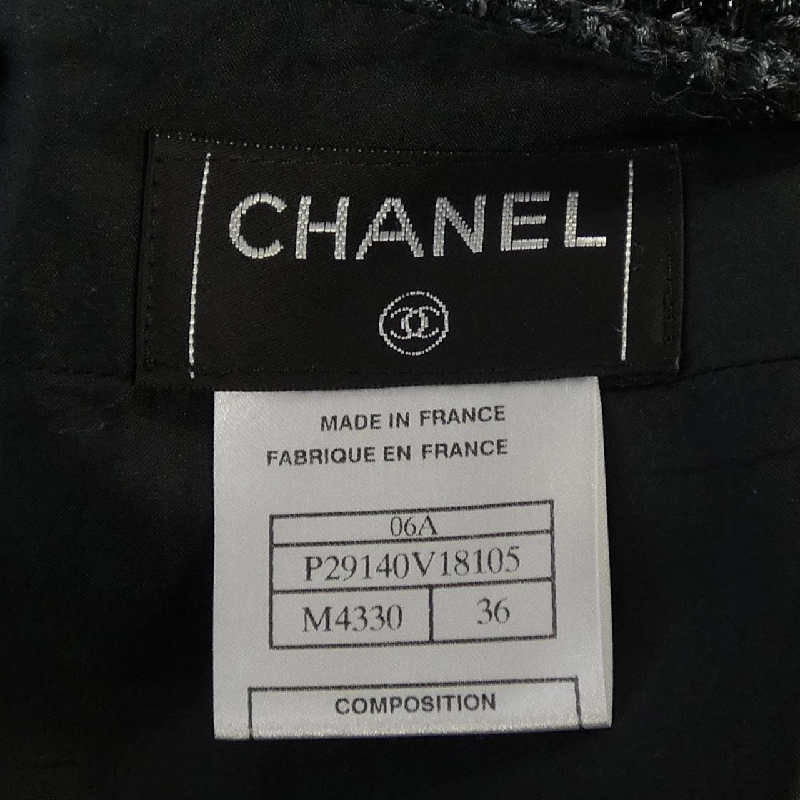 CHANEL
MADE IN FRANCE
FABRIQUE EN FRANCE
06A
P29140V18105
M4330 36
COMPOSITION